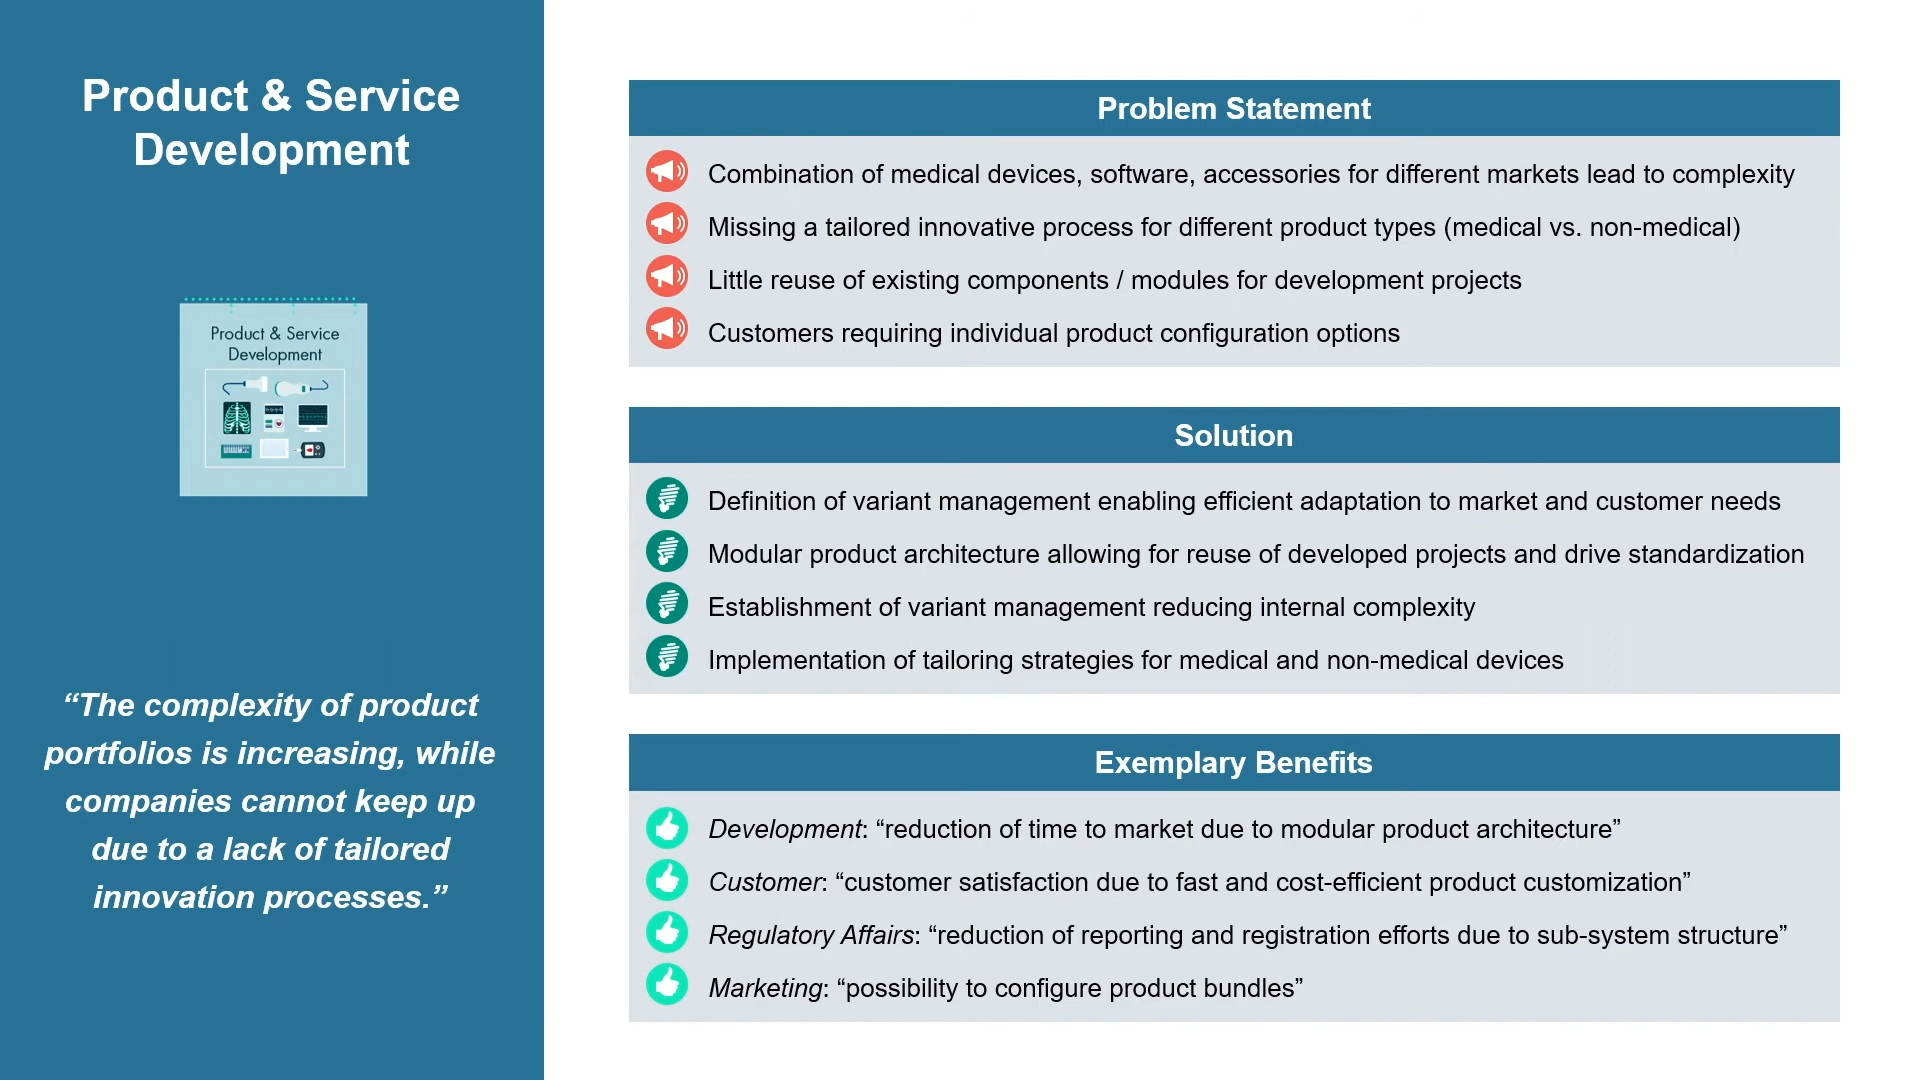 Product & Service
Development
Product & Service
Development
“The complexity of product
portfolios is increasing, while
companies cannot keep up
due to a lack of tailored
innovation processes.”
Problem Statement
Combination of medical devices, software, accessories for different markets lead to complexity
Missing a tailored innovative process for different product types (medical vs. non-medical)
Little reuse of existing components / modules for development projects
Customers requiring individual product configuration options
Solution
Definition of variant management enabling efficient adaptation to market and customer needs
Modular product architecture allowing for reuse of developed projects and drive standardization
Establishment of variant management reducing internal complexity
Implementation of tailoring strategies for medical and non-medical devices
Exemplary Benefits
Development: “reduction of time to market due to modular product architecture”
Customer: “customer satisfaction due to fast and cost-efficient product customization”
Regulatory Affairs: “reduction of reporting and registration efforts due to sub-system structure”
Marketing: “possibility to configure product bundles”